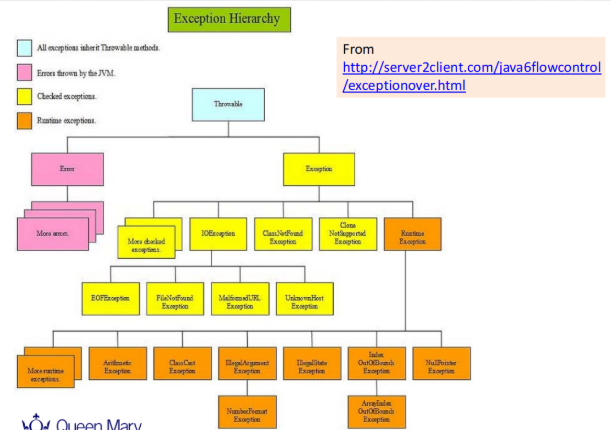 Exception Hierarchy
All exceptions inherit Throwable methods.
Errors thrown by the JVM.
Checked exceptions.
Runtime exceptions.
From
http://server2client.com/java6flowcontrol
/exceptionover.html
Throwable
Error
Exception
More errors.
More checked
exceptions.
IOException
ClassNotFound
Exception
Clone
NotSupported
Exception
Runtime
Exception
EOFException
FileNotFound
Exception
MalformedURL
Exception
UnknownHost
Exception
More runtime
exceptions.
Arithmetic
Exception
ClassCast
Exception
IllegalArgument
Exception
IllegalState
Exception
Index
OutOfBounds
Exception
NullPointer
Exception
NumberFormat
Exception
ArrayIndex
OutOfBounds
Exception
Queen Mary